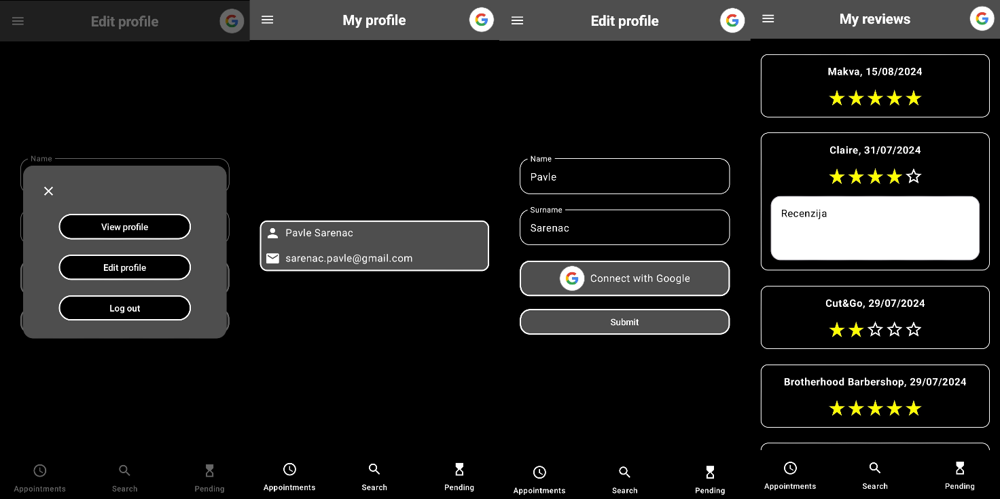 Edit profile
Name
View profile
Edit profile
Log out
Appointments
Search
Pending
My profile
Pavle Sarenac
sarenac.pavle@gmail.com
Appointments
Search
Pending
Edit profile
Name
Pavle
Surname
Sarenac
Connect with Google
Submit
Appointments
Search
Pending
My reviews
Makva, 15/08/2024
Claire, 31/07/2024
Recenzija
Cut&Go, 29/07/2024
Brotherhood Barbershop, 29/07/2024
Appointments
Search
Pending